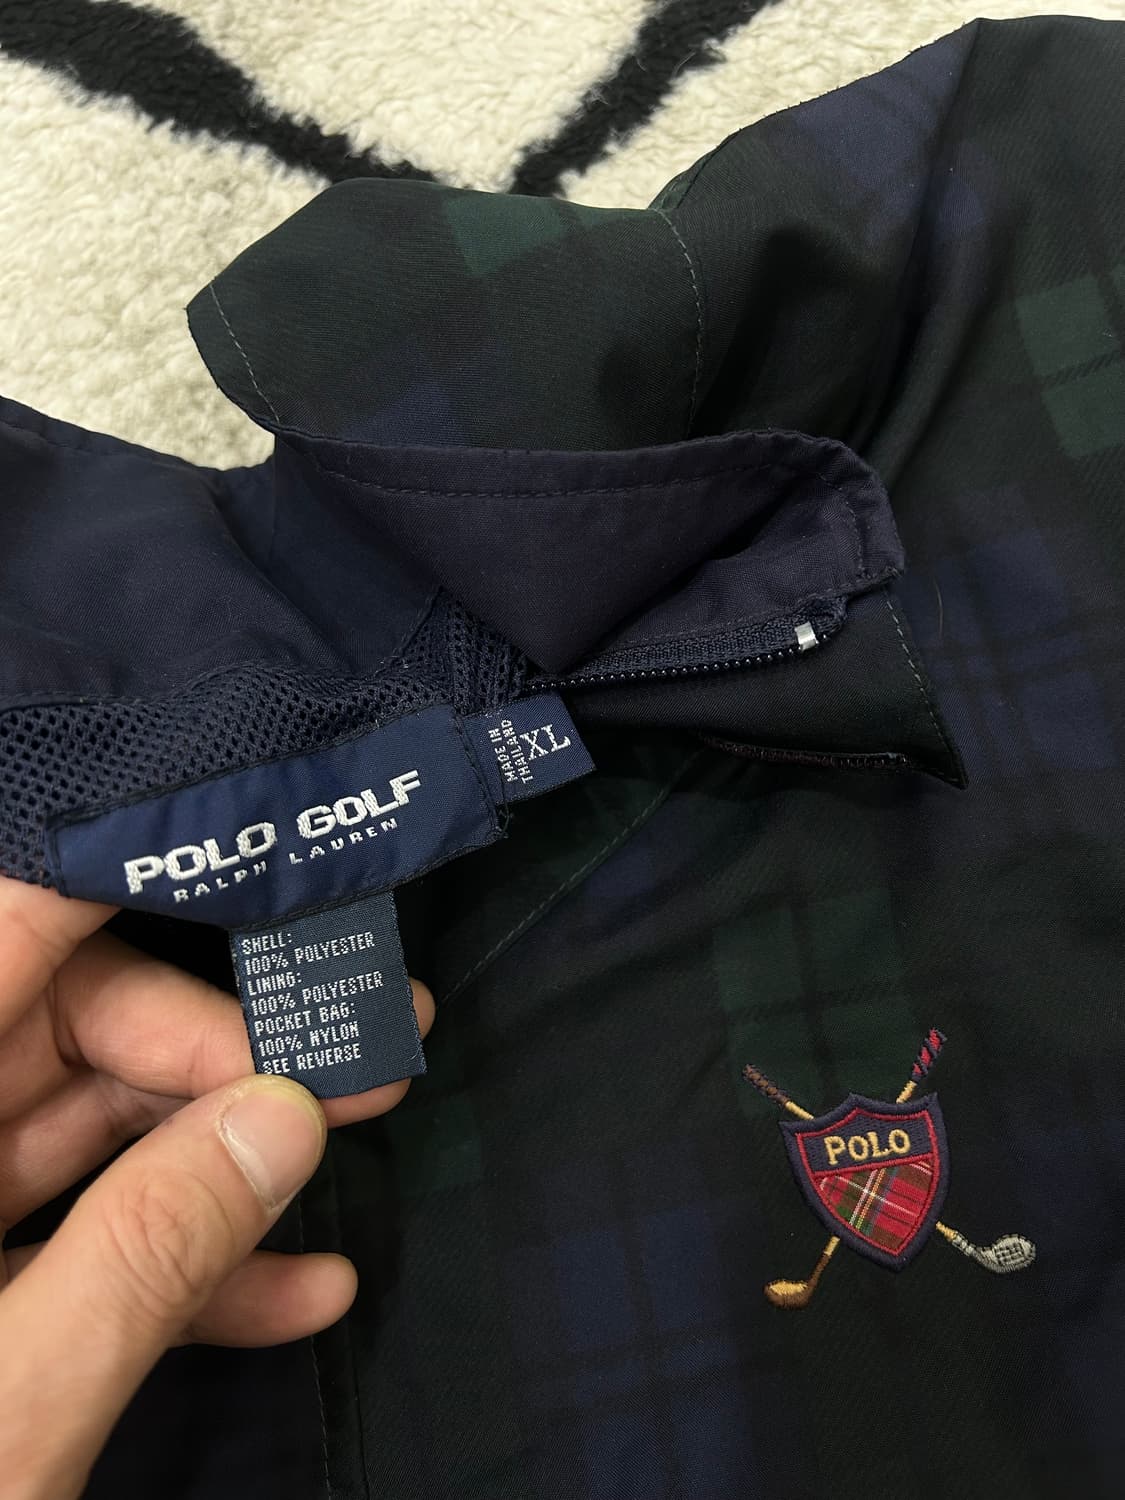 POLO GOLF
RALPH LAUREN
MADE IN
THAILAND
XL
SHELL:
100% POLYESTER
LINING:
100% POLYESTER
POCKET BAG:
100% NYLON
SEE REVERSE
POLO